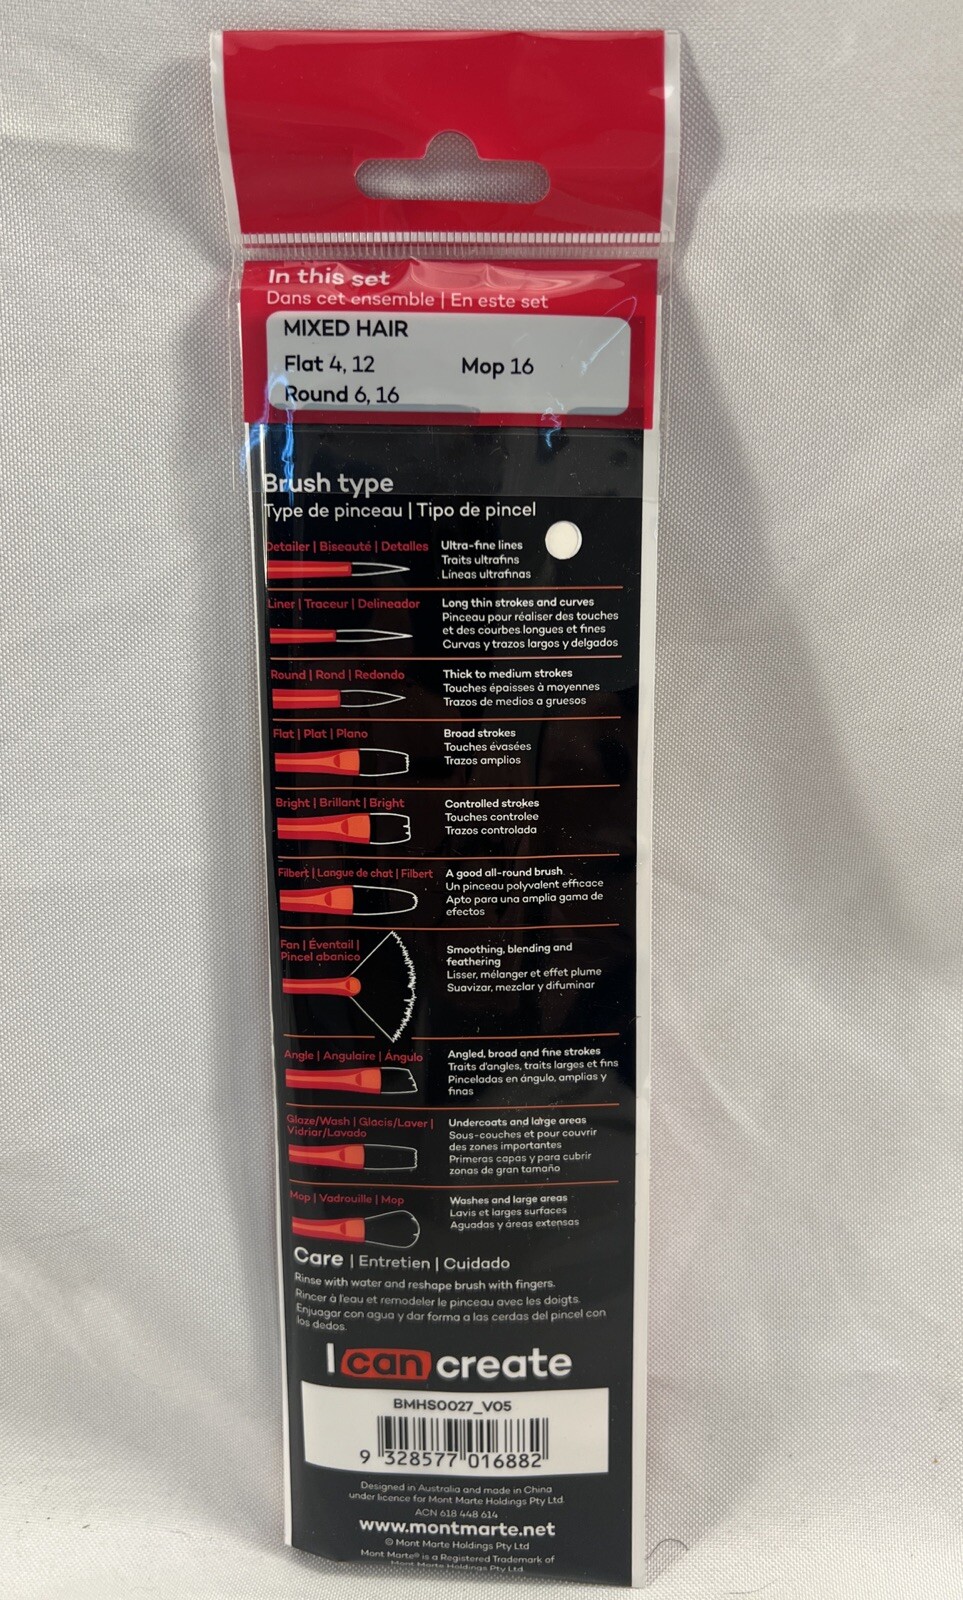 In this set
Dans cet ensemble | En este set
MIXED HAIR
Flat 4, 12
Mop 16
Round 6, 16
Brush type
Type de pinceau | Tipo de pincel
Detailer | Biseauté | Detalles
Ultra-fine lines
Traits ultrafins
Líneas ultrafinas
Liner | Traceur | Delineador
Long thin strokes and curves
Pinceau pour réaliser des touches
et des courbes longues et fines
Curvas y trazos largos y delgados
Round | Rond | Redondo
Thick to medium strokes
Touches épaisses à moyennes
Trazos de medios a gruesos
Flat | Plat | Plano
Broad strokes
Touches évasées
Trazos amplios
Bright | Brillant | Bright
Controlled strokes
Touches controlee
Trazos controlada
Filbert | Langue de chat | Filbert
A good all-round brush
Un pinceau polyvalent efficace
Apto para una amplia gama de
efectos
Fan | Éventail |
Pincel abanico
Smoothing, blending and
feathering
Lisser, mélanger et effet plume
Suavizar, mezclar y difuminar
Angle | Angulaire | Ángulo
Angled, broad and fine strokes
Traits d'angles, traits larges et fins
Pinceladas en ángulo, amplias y
finas
Glaze/Wash | Glacis/Laver |
Vidriar/Lavado
Undercoats and large areas
Sous-couches et pour couvrir
des zones importantes
Primeras capas y para cubrir
zonas de gran tamaño
Mop | Vadrouille | Mop
Washes and large areas
Lavis et larges surfaces
Aguadas y áreas extensas
Care | Entretien | Cuidado
Rinse with water and reshape brush with fingers.
Rincer à l'eau et remodeler le pinceau avec les doigts.
Enjuagar con agua y dar forma a las cerdas del pincel con
los dedos.
I can create
BMHS0027_V05
9 328577 016882
Designed in Australia and made in China
under licence for Mont Marte Holdings Pty Ltd.
ACN 618 448 614
www.montmarte.net
© Mont Marte Holdings Pty Ltd
Mont Marte® is a Registered Trademark of
Mont Marte Holdings Pty Ltd.